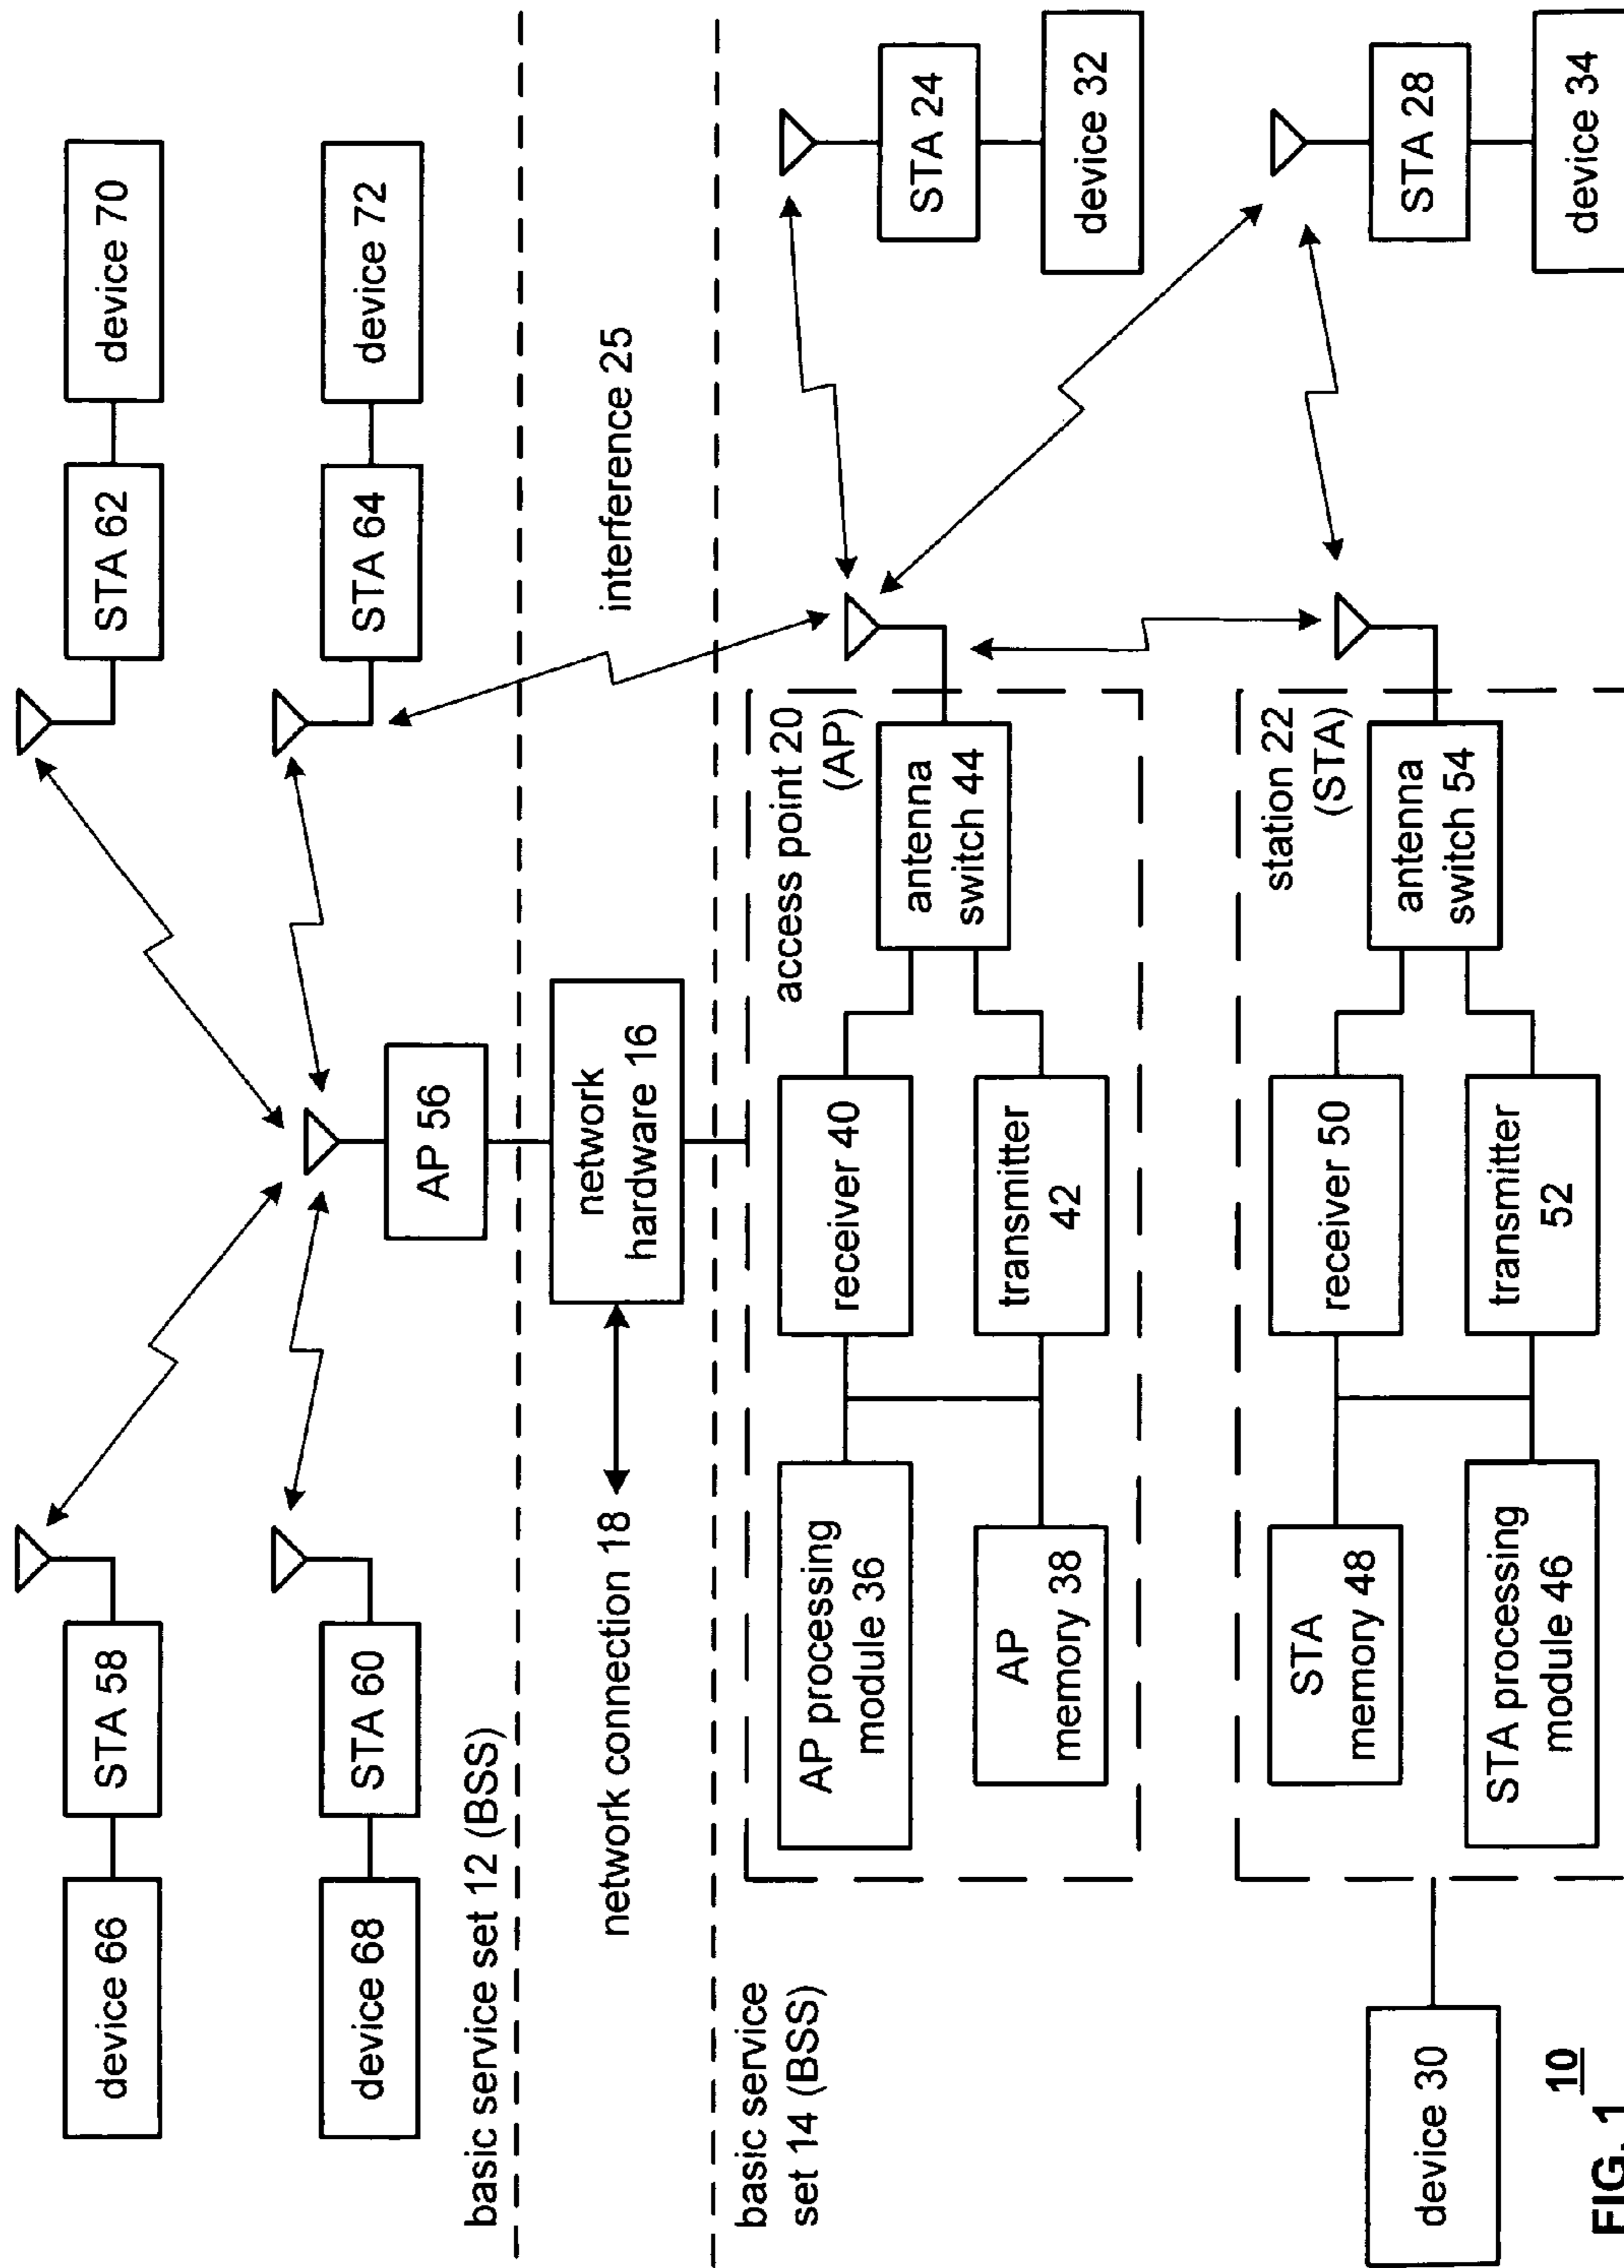 device 66
STA 58
STA 62
device 70
device 68
STA 60
STA 64
device 72
AP 56
basic service set 12 (BSS)
network connection 18
network
hardware 16
interference 25
basic service
set 14 (BSS)
access point 20
(AP)
AP processing
module 36
receiver 40
antenna
switch 44
AP
memory 38
transmitter
42
STA 24
device 32
station 22
(STA)
STA
memory 48
receiver 50
antenna
switch 54
STA processing
module 46
transmitter
52
STA 28
device 34
device 30
10
FIG. 1